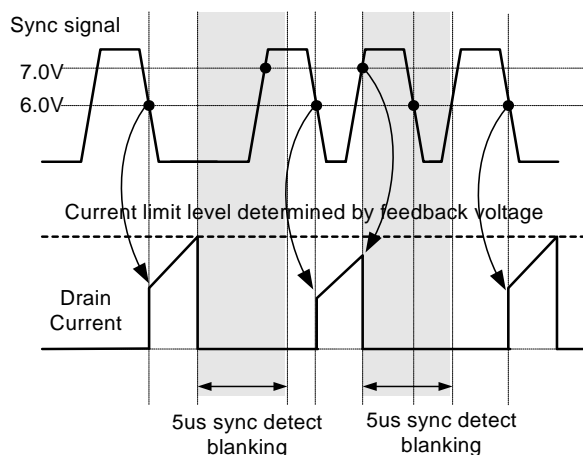 Sync signal
7.0V
6.0V
Current limit level determined by feedback voltage
Drain
Current
5us sync detect
blanking
5us sync detect
blanking